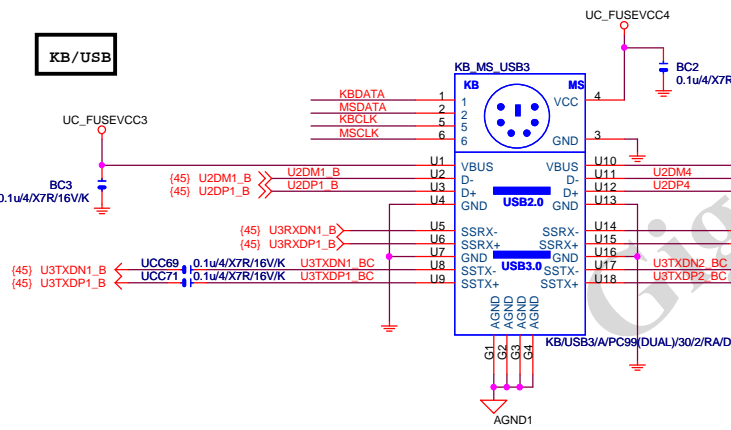 UC_FUSEVCC4
KB/USB
KB_MS_USB3
BC2
0.1u/4/X7R
KB
MS
KBDATA 1 1 VCC 4
MSDATA 2 2
KBCLK 5 5
MSCLK 6 6 GND 3
UC_FUSEVCC3
U1 VBUS VBUS U10
{45} U2DM1_B U2DM1_B U2 D- D- U11 U2DM4
{45} U2DP1_B U2DP1_B U3 D+ D+ U12 U2DP4
BC3
0.1u/4/X7R/16V/K
U4 GND USB2.0 GND U13
{45} U3RXDN1_B U5 SSRX- SSRX- U14
{45} U3RXDP1_B U6 SSRX+ SSRX+ U15
U7 GND GND U16
{45} U3TXDN1_B UCC69 0.1u/4/X7R/16V/K U3TXDN1_BC U8 SSTX- USB3.0 SSTX- U17 U3TXDN2_BC
{45} U3TXDP1_B UCC71 0.1u/4/X7R/16V/K U3TXDP1_BC U9 SSTX+ SSTX+ U18 U3TXDP2_BC
AGND AGND AGND AGND
G1 G2 G3 G4
KB/USB3/A/PC99(DUAL)/30/2/RA/D
AGND1
Gig